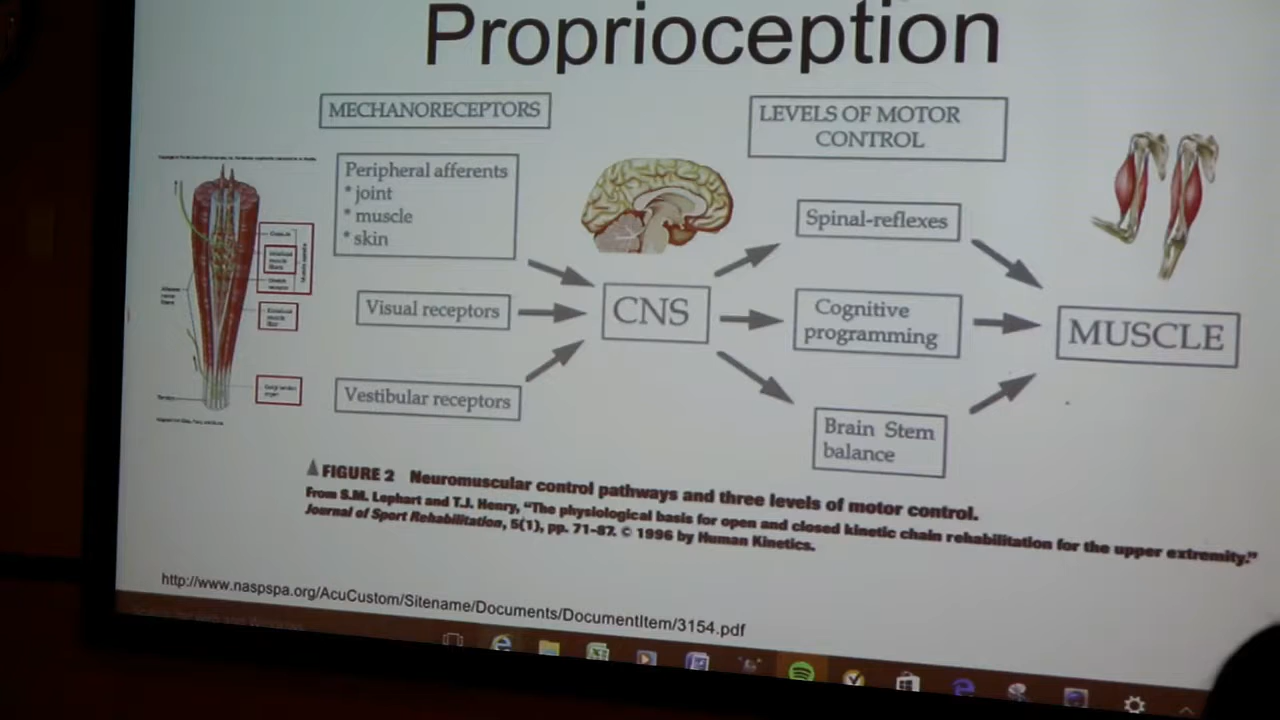 Proprioception
MECHANORECEPTORS
Peripheral afferents
* joint
* muscle
* skin
Visual receptors
Vestibular receptors
CNS
LEVELS OF MOTOR
CONTROL
Spinal-reflexes
Cognitive
programming
Brain Stem
balance
MUSCLE
FIGURE 2 Neuromuscular control pathways and three levels of motor control.
From S.M. Lephart and T.J. Henry, "The physiological basis for open and closed kinetic chain rehabilitation for the upper extremity."
Journal of Sport Rehabilitation, 5(1), pp. 71-87. © 1996 by Human Kinetics.
http://www.naspspa.org/AcuCustom/Sitename/Documents/DocumentItem/3154.pdf